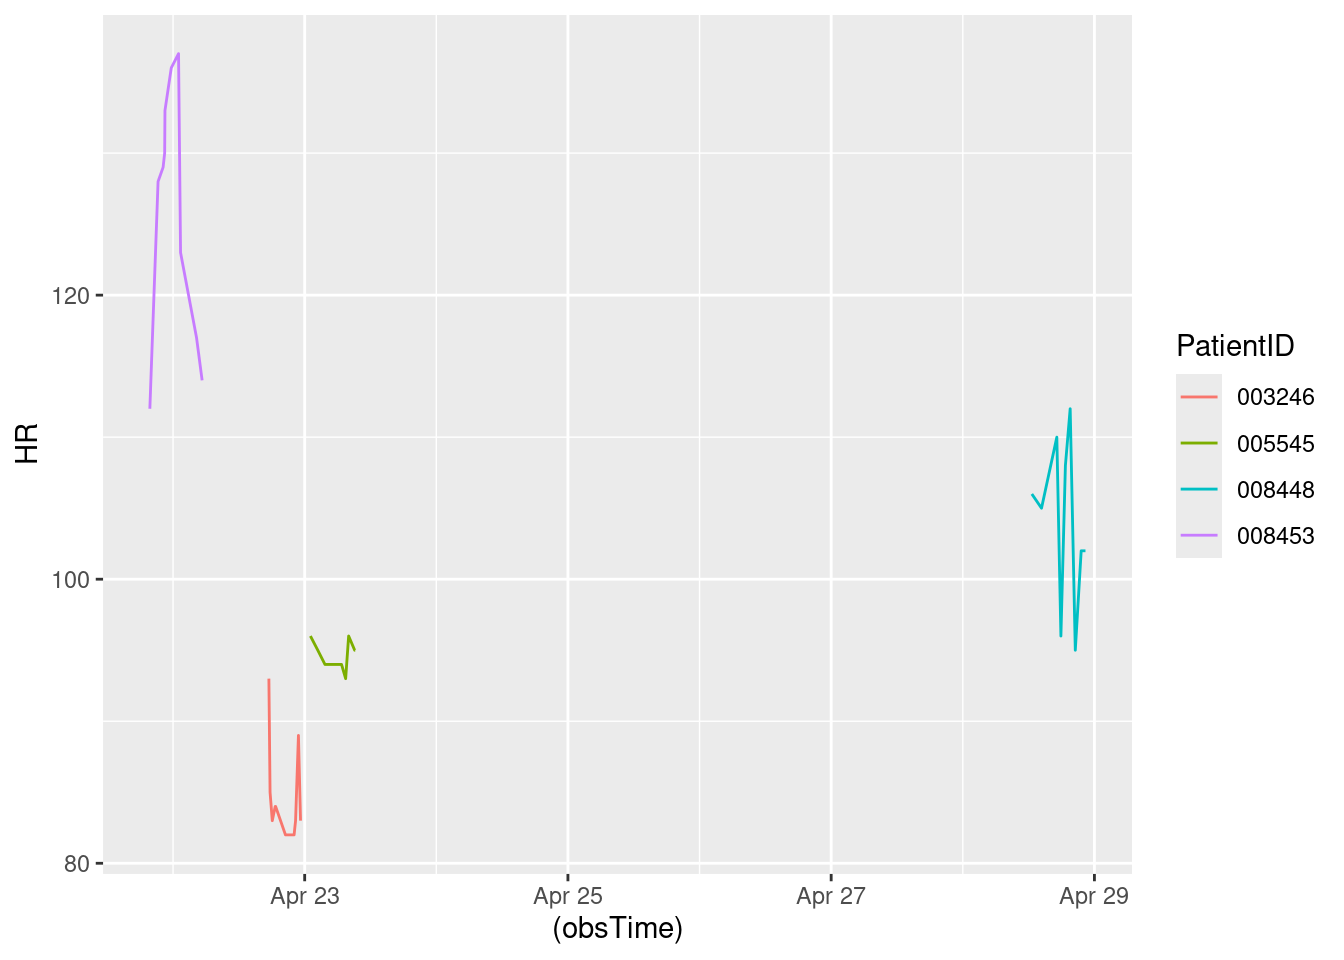 HR
120
100
80
Apr 23
Apr 25
Apr 27
Apr 29
(obsTime)
PatientID
003246
005545
008448
008453